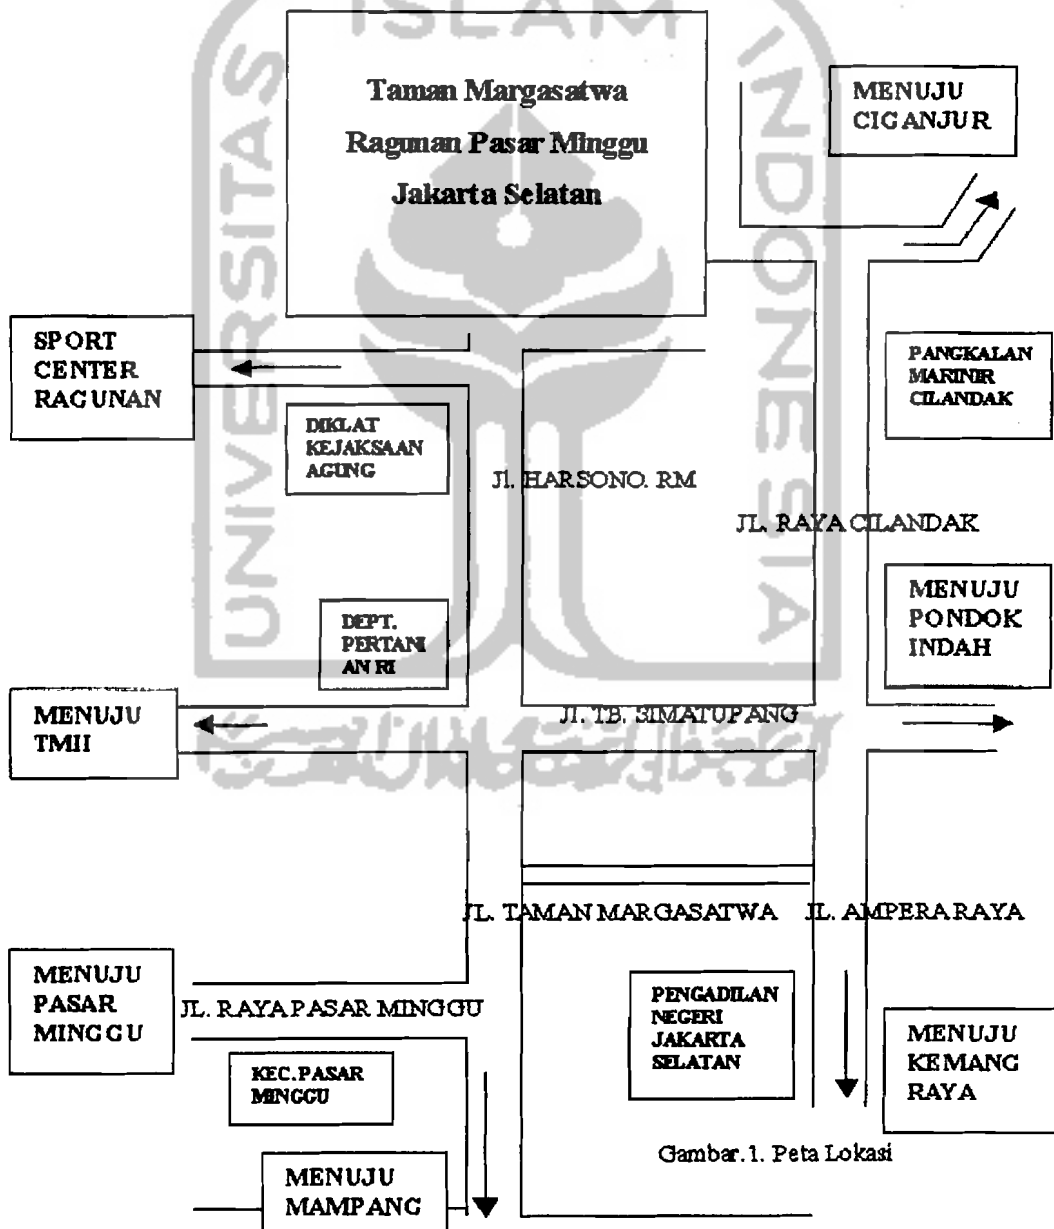 ISLAM
UNIVERSITAS
INDONESIA
Taman Margasatwa
Ragunan Pasar Minggu
Jakarta Selatan
MENUJU
CIGANJUR
SPORT
CENTER
RAGUNAN
PANGKALAN
MARINIR
CILANDAK
DIKLAT
KEJAKSAAN
AGUNG
Jl. HARSONO. RM
JL. RAYA CILANDAK
DEPT.
PERTANI
AN RI
MENUJU
PONDOK
INDAH
MENUJU
TMII
Jl. TB. SIMATUPANG
JL. TAMAN MARGASATWA
JL. AMPERA RAYA
MENUJU
PASAR
MINGGU
JL. RAYA PASAR MINGGU
PENGADILAN
NEGERI
JAKARTA
SELATAN
MENUJU
KEMANG
RAYA
KEC. PASAR
MINGGU
Gambar.1. Peta Lokasi
MENUJU
MAMPANG